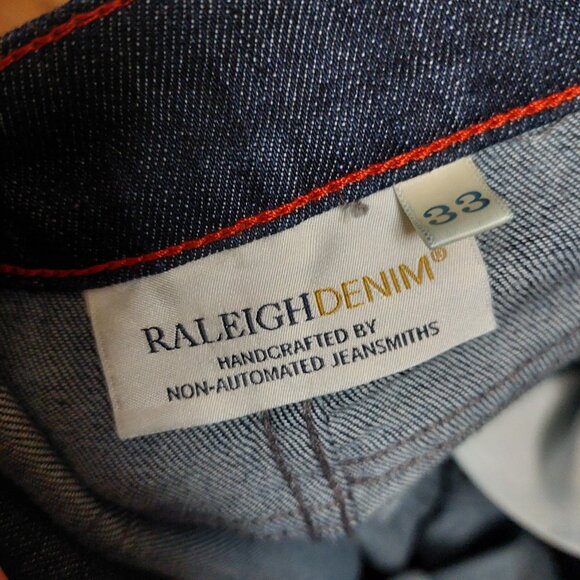 33
RALEIGHDENIM®
HANDCRAFTED BY
NON-AUTOMATED JEANSMITHS